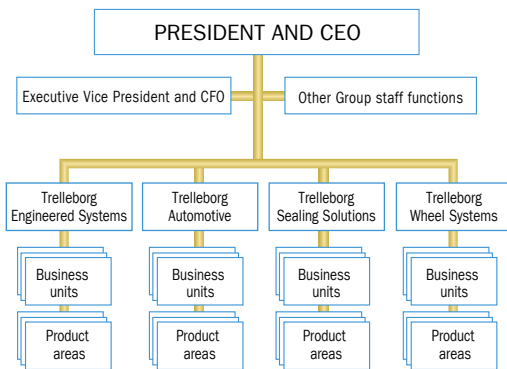 PRESIDENT AND CEO
Executive Vice President and CFO
Other Group staff functions
Trelleborg
Engineered Systems
Trelleborg
Automotive
Trelleborg
Sealing Solutions
Trelleborg
Wheel Systems
Business
units
Business
units
Business
units
Business
units
Product
areas
Product
areas
Product
areas
Product
areas